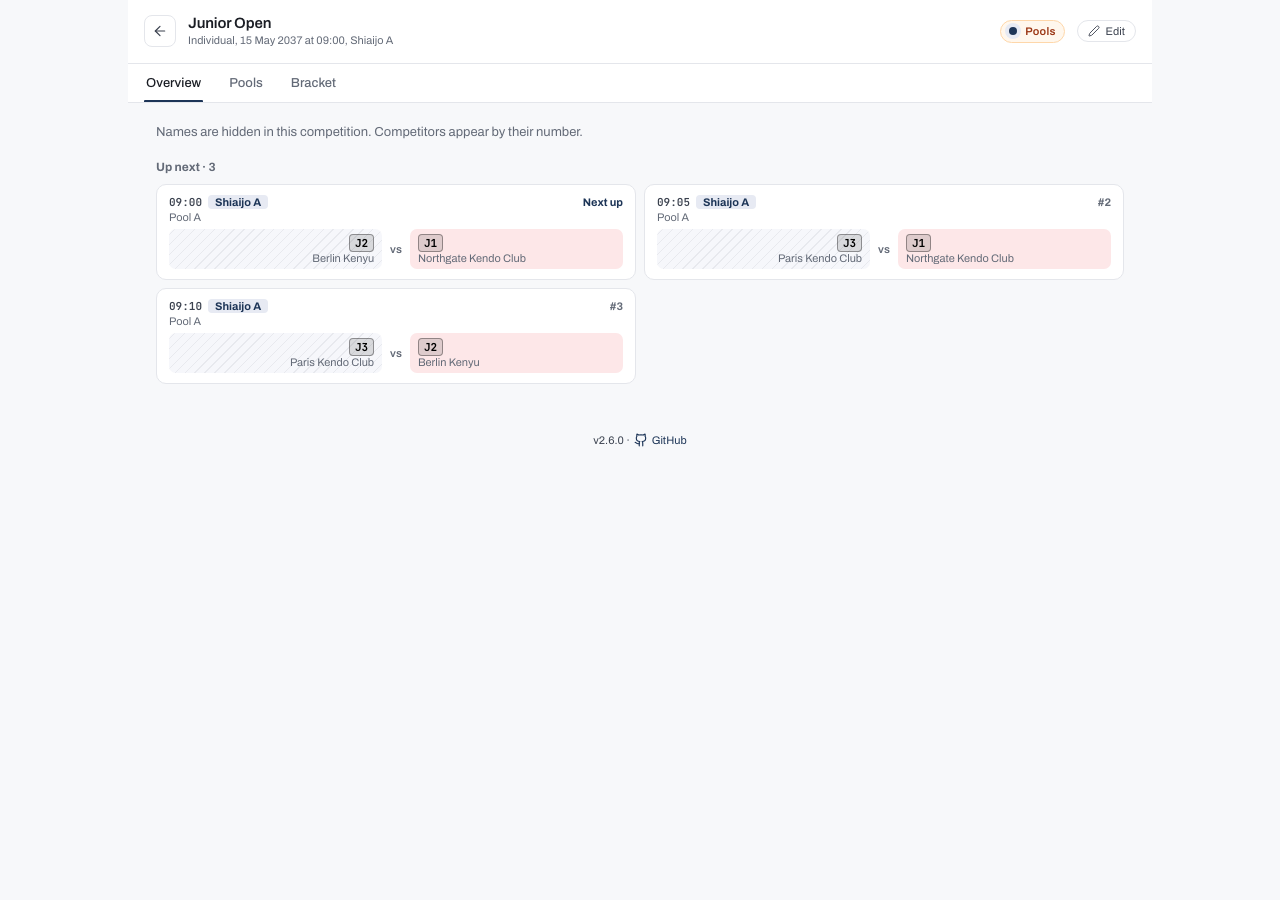 Junior Open
Individual, 15 May 2037 at 09:00, Shiaijo A
Pools
Edit
Overview
Pools
Bracket
Names are hidden in this competition. Competitors appear by their number.
Up next · 3
09:00 Shiaijo A Next up
Pool A
J2 vs J1
Berlin Kenyu Northgate Kendo Club
09:05 Shiaijo A #2
Pool A
J3 vs J1
Paris Kendo Club Northgate Kendo Club
09:10 Shiaijo A #3
Pool A
J3 vs J2
Paris Kendo Club Berlin Kenyu
v2.6.0 · GitHub